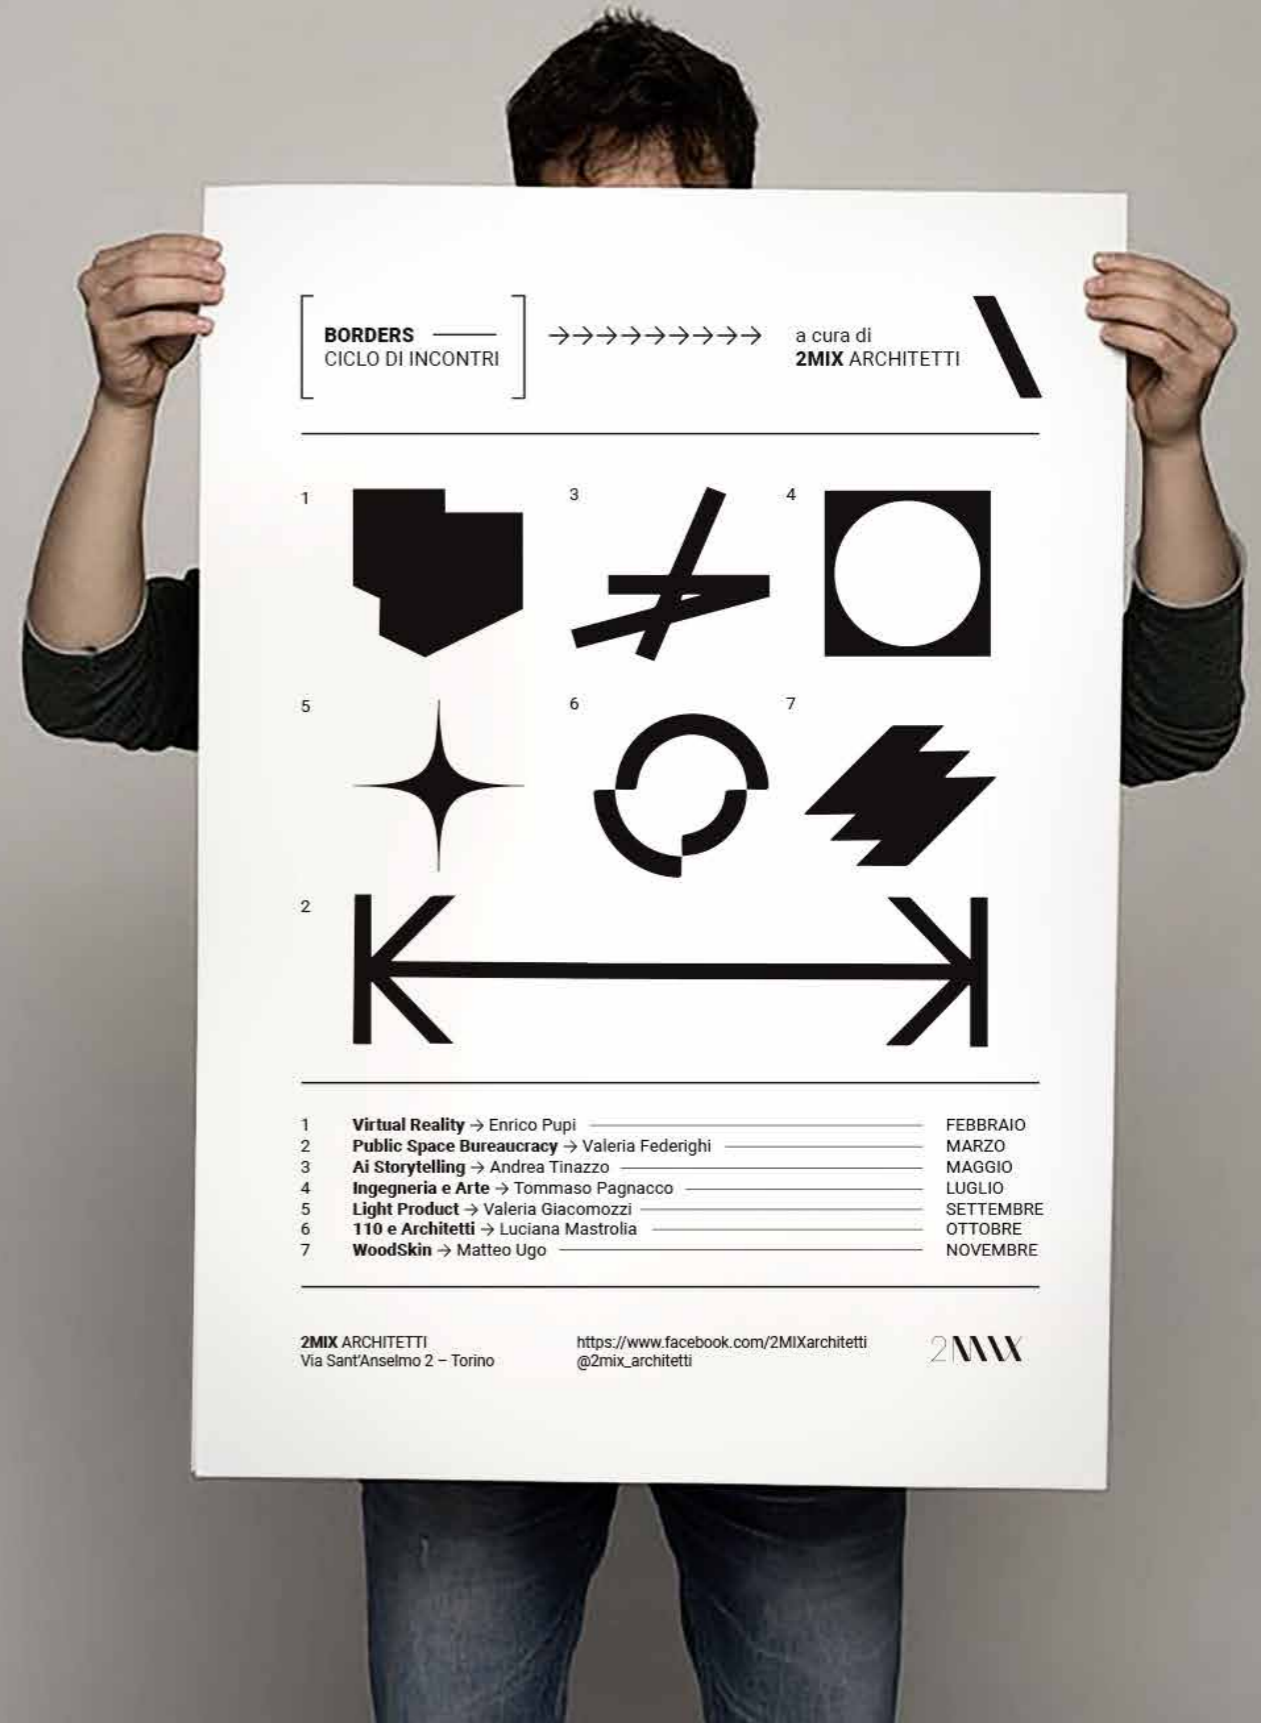 BORDERS
CICLO DI INCONTRI
→→→→→→→→→
a cura di
2MIX ARCHITETTI
1
3
4
5
6
7
2
1 Virtual Reality → Enrico Pupi FEBBRAIO
2 Public Space Bureaucracy → Valeria Federighi MARZO
3 Ai Storytelling → Andrea Tinazzo MAGGIO
4 Ingegneria e Arte → Tommaso Pagnacco LUGLIO
5 Light Product → Valeria Giacomozzi SETTEMBRE
6 110 e Architetti → Luciana Mastrolia OTTOBRE
7 WoodSkin → Matteo Ugo NOVEMBRE
2MIX ARCHITETTI
Via Sant'Anselmo 2 – Torino
https://www.facebook.com/2MIXarchitetti
@2mix_architetti
2MIX